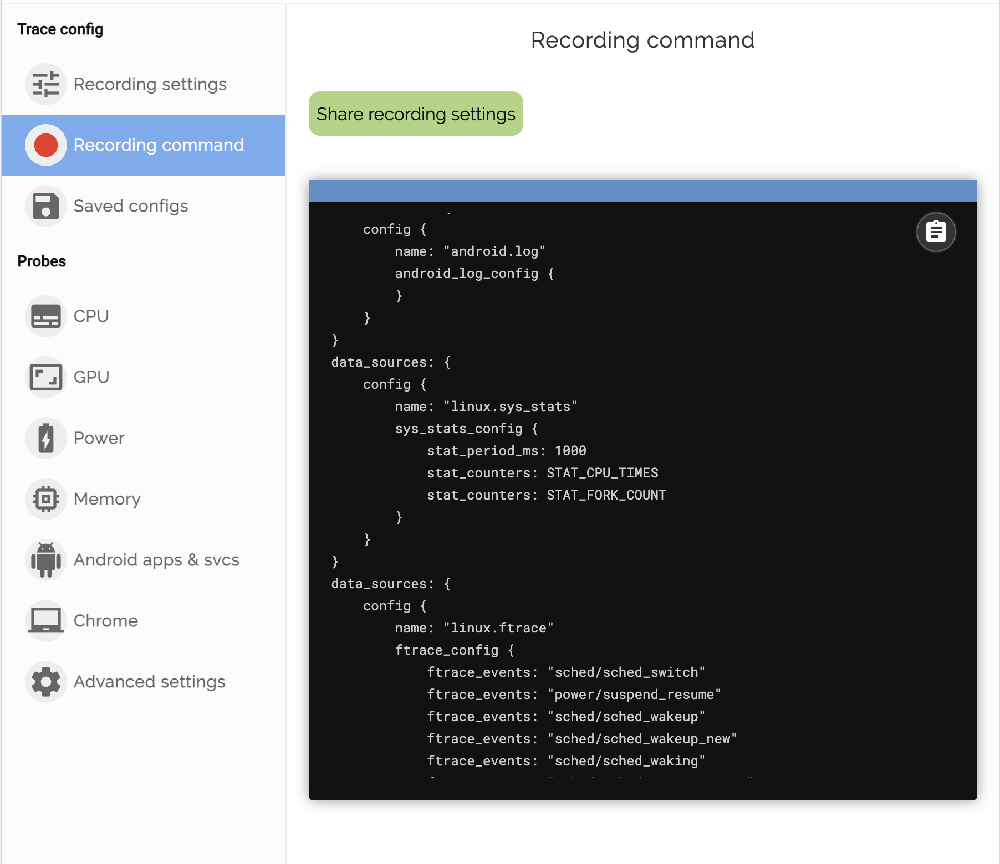 Trace config
Recording settings
Recording command
Saved configs
Probes
CPU
GPU
Power
Memory
Android apps & svcs
Chrome
Advanced settings
Recording command
Share recording settings
config {
name: "android.log"
android_log_config {
}
}
}
data_sources: {
config {
name: "linux.sys_stats"
sys_stats_config {
stat_period_ms: 1000
stat_counters: STAT_CPU_TIMES
stat_counters: STAT_FORK_COUNT
}
}
}
data_sources: {
config {
name: "linux.ftrace"
ftrace_config {
ftrace_events: "sched/sched_switch"
ftrace_events: "power/suspend_resume"
ftrace_events: "sched/sched_wakeup"
ftrace_events: "sched/sched_wakeup_new"
ftrace_events: "sched/sched_waking"